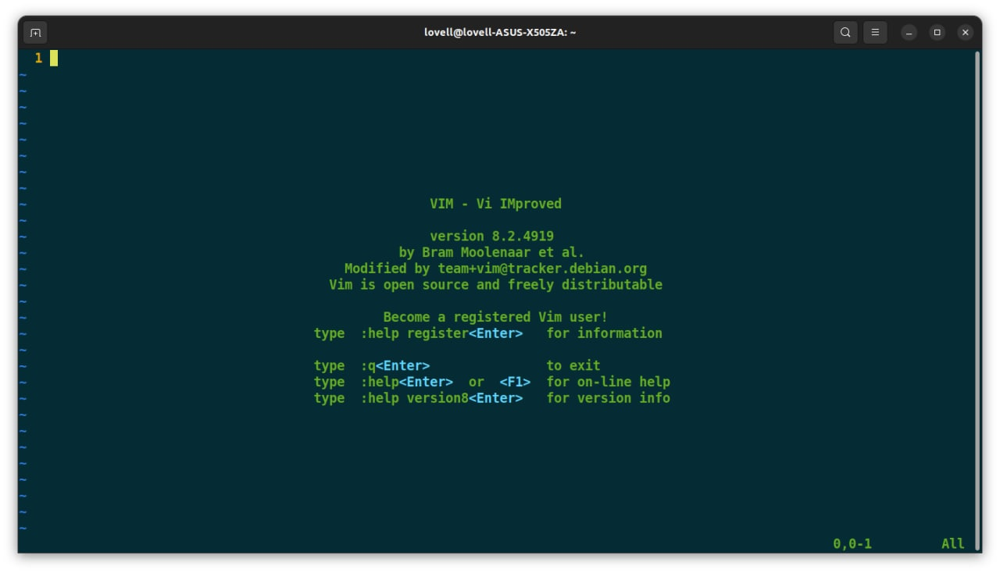 lovell@lovell-ASUS-X505ZA: ~
1
~
~
~
~
~
~
~
~
~ VIM - Vi IMproved
~
~ version 8.2.4919
~ by Bram Moolenaar et al.
~ Modified by team+vim@tracker.debian.org
~ Vim is open source and freely distributable
~
~ Become a registered Vim user!
~ type :help register<Enter> for information
~
~ type :q<Enter> to exit
~ type :help<Enter> or <F1> for on-line help
~ type :help version8<Enter> for version info
~
~
~
~
~
~
~
~
0,0-1 All